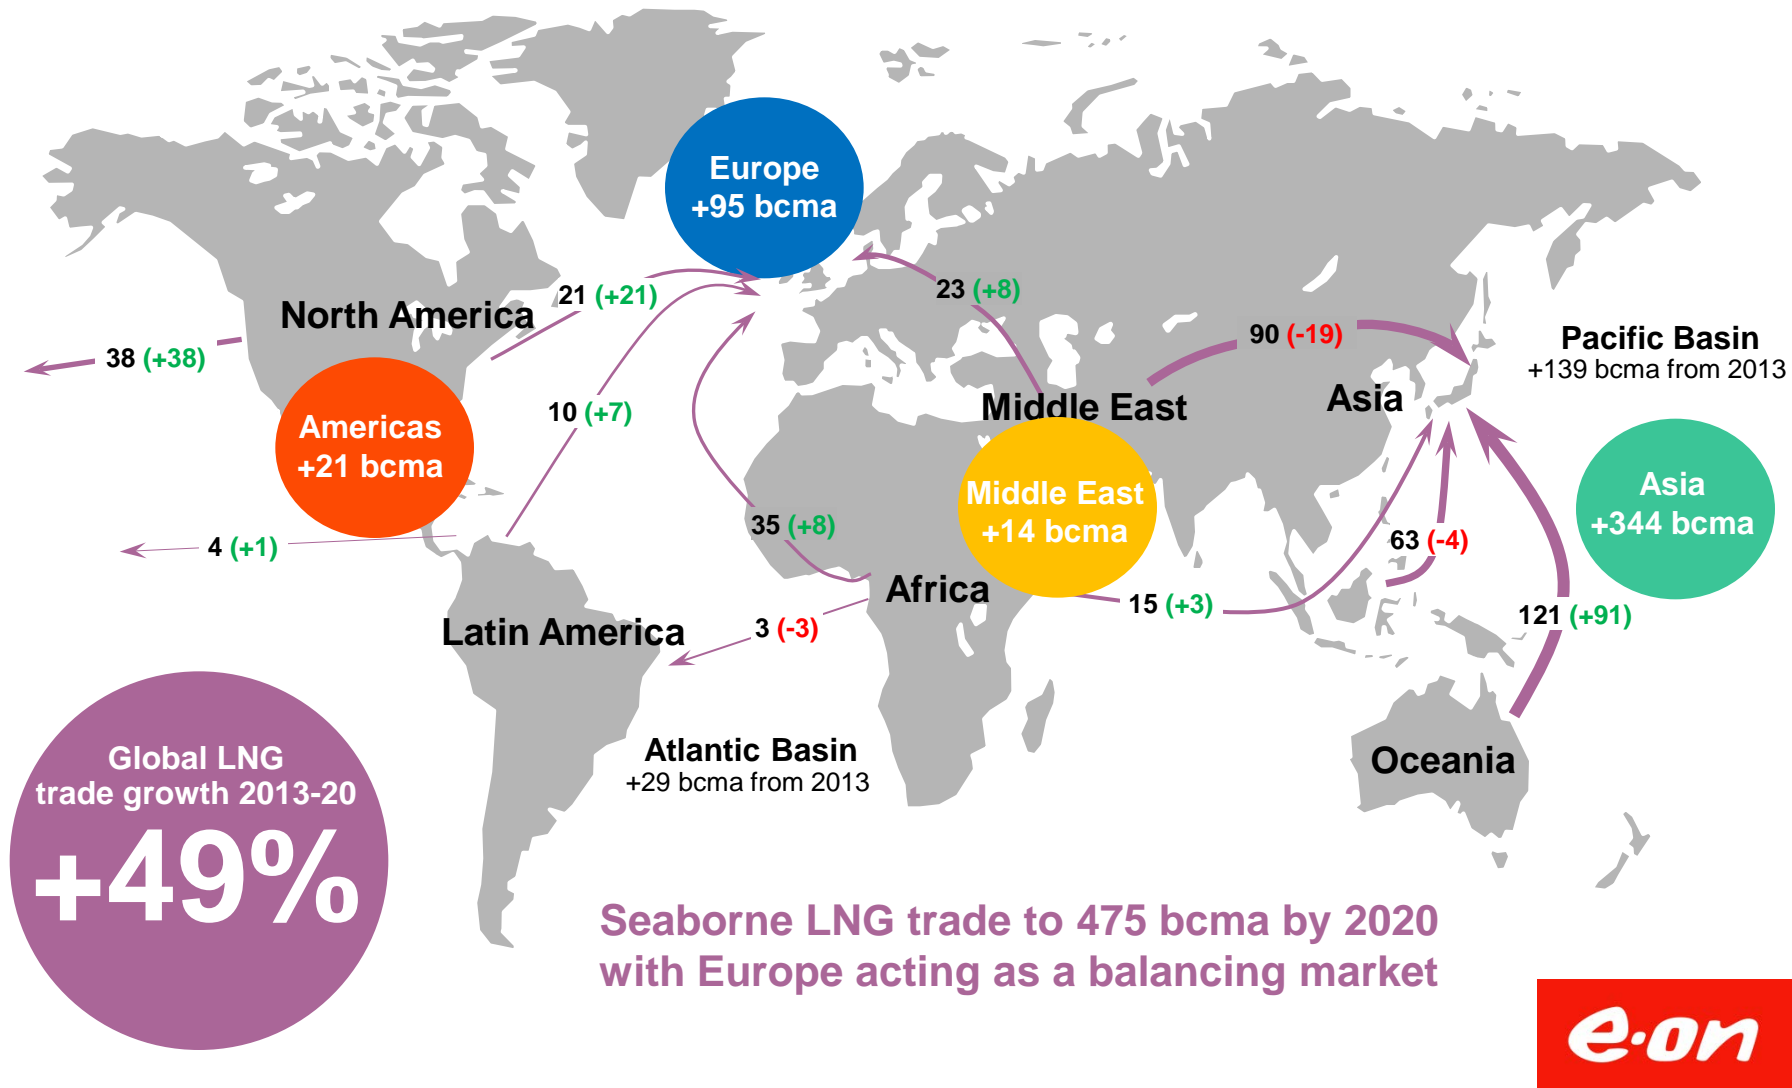 Europe
+95 bcma
21 (+21)
23 (+8)
North America
90 (-19)
Pacific Basin
+139 bcma from 2013
38 (+38)
10 (+7)
Middle East
Asia
Americas
+21 bcma
Middle East
+14 bcma
Asia
+344 bcma
4 (+1)
35 (+8)
63 (-4)
Africa
15 (+3)
121 (+91)
Latin America
3 (-3)
Atlantic Basin
+29 bcma from 2013
Oceania
Global LNG
trade growth 2013-20
+49%
Seaborne LNG trade to 475 bcma by 2020
with Europe acting as a balancing market
e·on